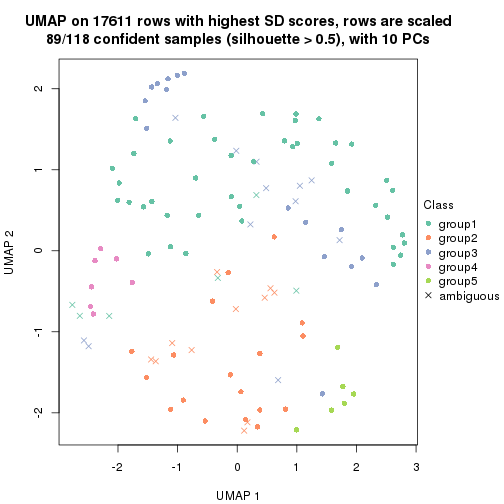 UMAP on 17611 rows with highest SD scores, rows are scaled
89/118 confident samples (silhouette > 0.5), with 10 PCs
2
1
0
-1
-2
UMAP 2
-2
-1
0
1
2
3
UMAP 1
Class
group1
group2
group3
group4
group5
ambiguous